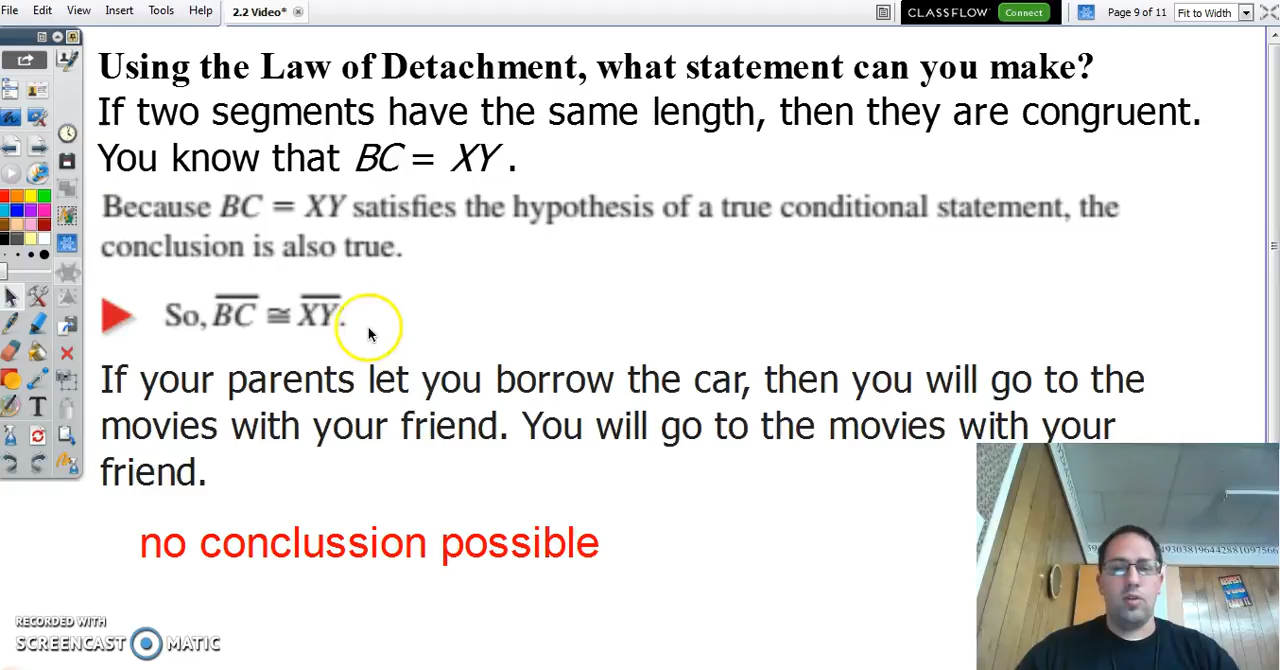 File Edit View Insert Tools Help 2.2 Video* CLASSFLOW Connect Page 9 of 11 Fit to Width
Using the Law of Detachment, what statement can you make?
If two segments have the same length, then they are congruent.
You know that BC = XY .
Because BC = XY satisfies the hypothesis of a true conditional statement, the
conclusion is also true.
So, BC ≅ XY.
If your parents let you borrow the car, then you will go to the
movies with your friend. You will go to the movies with your
friend.
no conclussion possible
RESPECT
RECORDED WITH
SCREENCAST MATIC